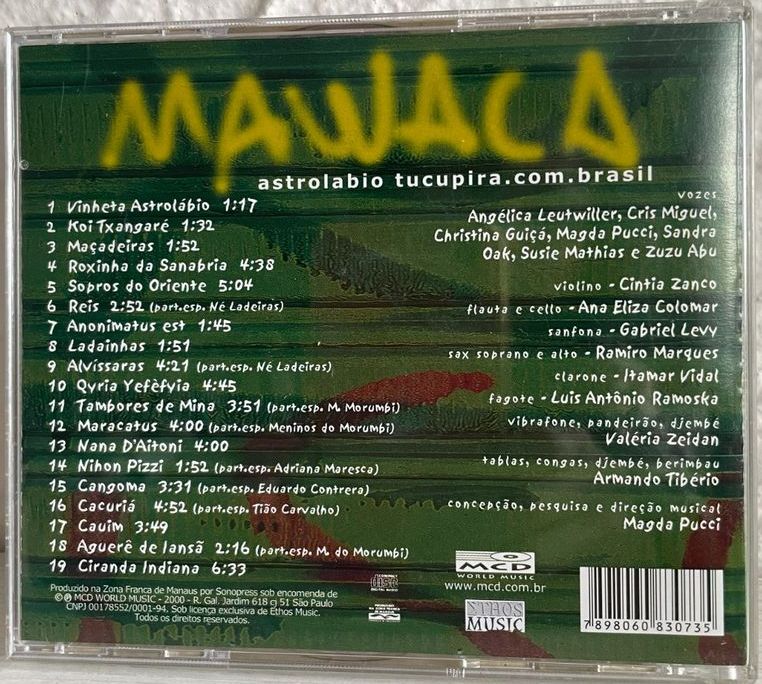 MAWACA
astrolabio tucupira.com.brasil
1 Vinheta Astrolábio 1:17
2 Koi Txangaré 1:32
3 Maçadeiras 1:52
4 Roxinha da Sanabria 4:38
5 Sopros do Oriente 5:04
6 Reis 2:52 (part.esp. Né Ladeiras)
7 Anonimatus est 1:45
8 Ladainhas 1:51
9 Alvíssaras 4:21 (part.esp. Né Ladeiras)
10 Qyria Yefèfyia 4:45
11 Tambores de Mina 3:51 (part.esp. M. Morumbi)
12 Maracatus 4:00 (part.esp. Meninos do Morumbi)
13 Nana D'Aitoni 4:00
14 Nihon Pizzi 1:52 (part.esp. Adriana Maresca)
15 Cangoma 3:31 (part.esp. Eduardo Contrera)
16 Cacuriá 4:52 (part.esp. Tião Carvalho)
17 Cauim 3:49
18 Aguerê de Iansã 2:16 (part.esp. M. do Morumbi)
19 Ciranda Indiana 6:33
vozes
Angélica Leutwiller, Cris Miguel,
Christina Guiçá, Magda Pucci, Sandra
Oak, Susie Mathias e Zuzu Abu
violino - Cintia Zanco
flauta e cello - Ana Eliza Colomar
sanfona - Gabriel Levy
sax soprano e alto - Ramiro Marques
clarone - Itamar Vidal
fagote - Luis Antônio Ramoska
vibrafone, pandeirão, djembê
Valéria Zeidan
tablas, congas, djembê, berimbau
Armando Tibério
concepção, pesquisa e direção musical
Magda Pucci
Produzido na Zona Franca de Manaus por Sonopress sob encomenda de
© ℗ MCD WORLD MUSIC - 2000 - R. Gal. Jardim 618 cj 51 São Paulo
CNPJ 00178552/0001-94. Sob licença exclusiva de Ethos Music.
Todos os direitos reservados.
COMPACT
disc
DIGITAL AUDIO
MCD
WORLD MUSIC
www.mcd.com.br
ETHOS
MUSIC
7 898060 830735